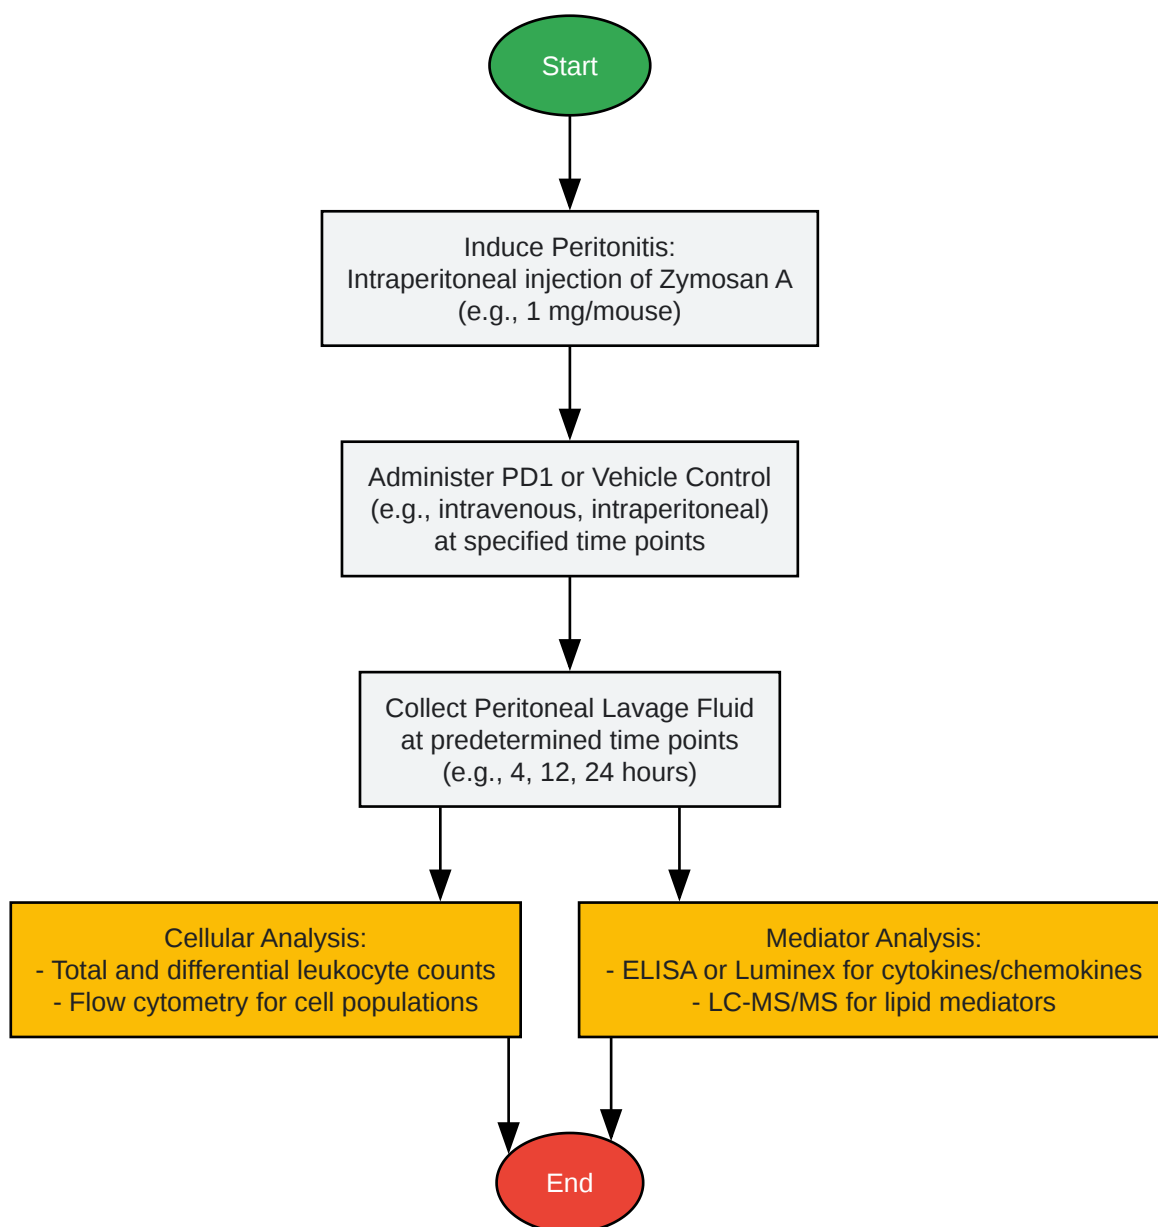 Start
Induce Peritonitis:
Intraperitoneal injection of Zymosan A
(e.g., 1 mg/mouse)
Administer PD1 or Vehicle Control
(e.g., intravenous, intraperitoneal)
at specified time points
Collect Peritoneal Lavage Fluid
at predetermined time points
(e.g., 4, 12, 24 hours)
Cellular Analysis:
- Total and differential leukocyte counts
- Flow cytometry for cell populations
Mediator Analysis:
- ELISA or Luminex for cytokines/chemokines
- LC-MS/MS for lipid mediators
End